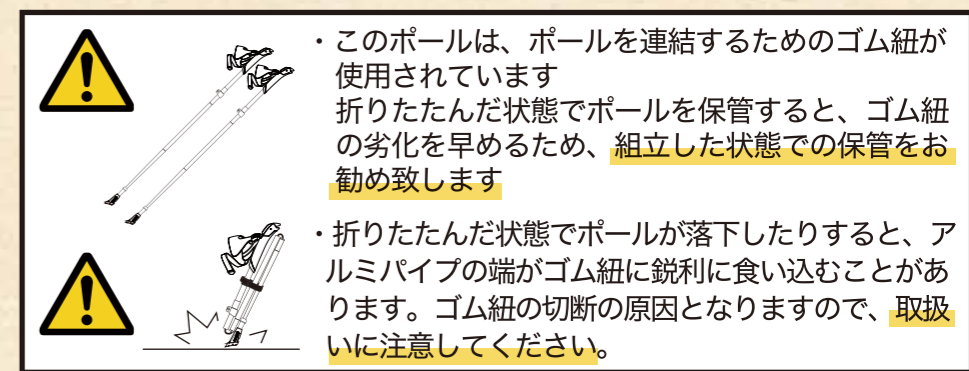 ・このポールは、ポールを連結するためのゴム紐が
使用されています
折りたたんだ状態でポールを保管すると、ゴム紐
の劣化を早めるため、組立した状態での保管をお
勧め致します
・折りたたんだ状態でポールが落下したりすると、ア
ルミパイプの端がゴム紐に鋭利に食い込むことがあ
ります。ゴム紐の切断の原因となりますので、取扱
いに注意してください。